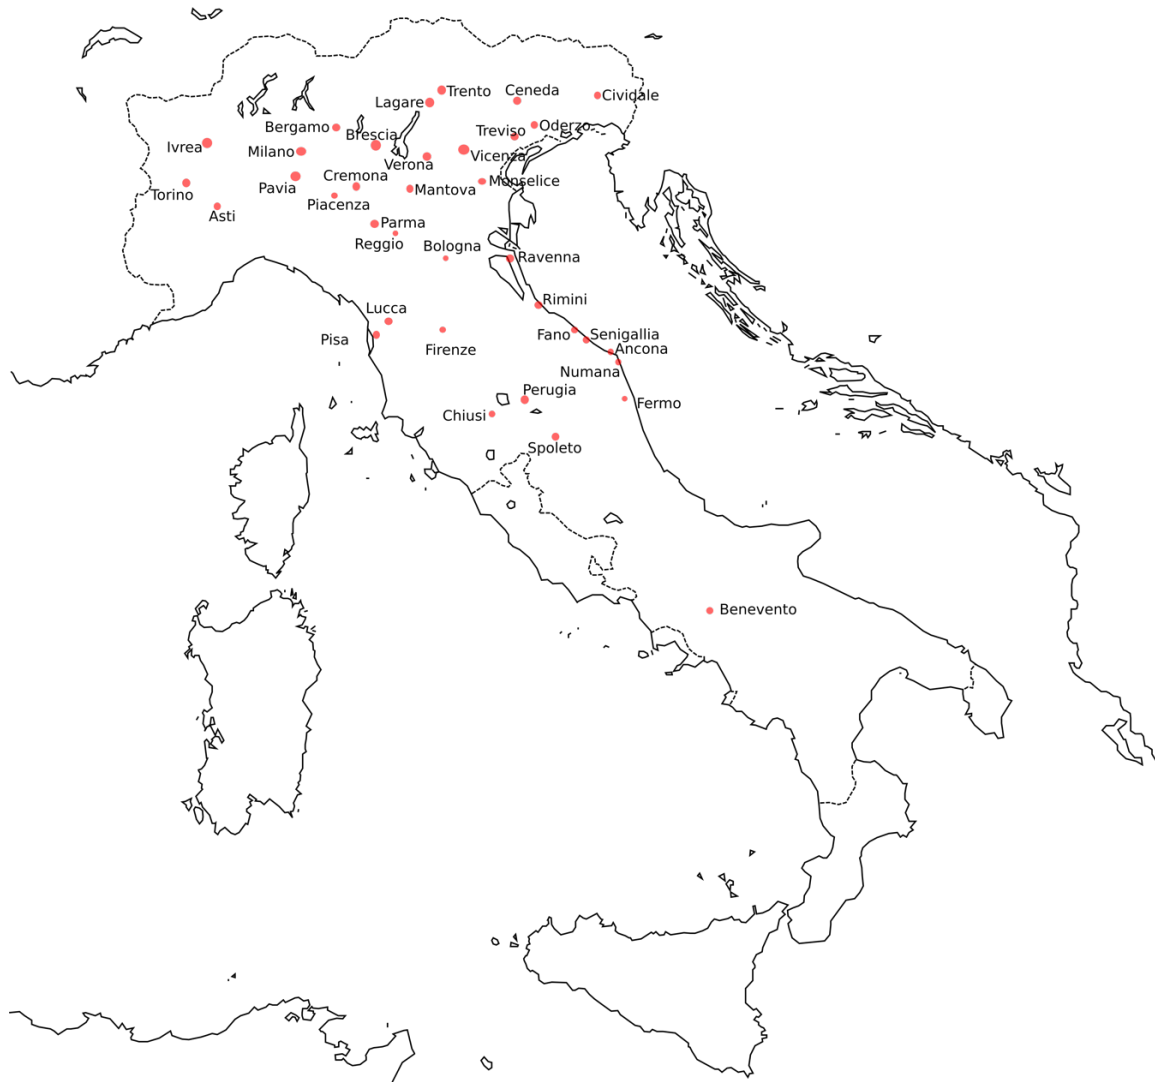 Trento
Ceneda
Cividale
Lagare
Bergamo
Brescia
Treviso
Oderzo
Ivrea
Milano
Verona
Vicenza
Torino
Pavia
Cremona
Mantova
Monselice
Asti
Piacenza
Parma
Reggio
Bologna
Ravenna
Lucca
Rimini
Pisa
Firenze
Fano
Senigallia
Ancona
Numana
Perugia
Chiusi
Fermo
Spoleto
Benevento